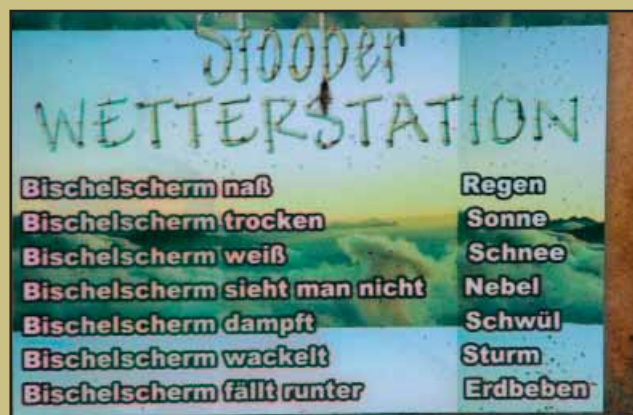 Stooper
WETTERSTATION
Bischelscherm naß Regen
Bischelscherm trocken Sonne
Bischelscherm weiß Schnee
Bischelscherm sieht man nicht Nebel
Bischelscherm dampft Schwül
Bischelscherm wackelt Sturm
Bischelscherm fällt runter Erdbeben